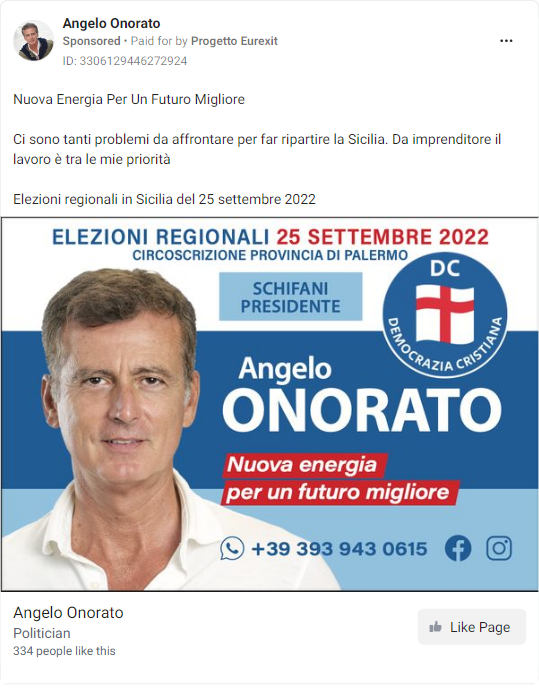 Angelo Onorato
Sponsored • Paid for by Progetto Eurexit
ID: 3306129446272924
Nuova Energia Per Un Futuro Migliore
Ci sono tanti problemi da affrontare per far ripartire la Sicilia. Da imprenditore il
lavoro è tra le mie priorità
Elezioni regionali in Sicilia del 25 settembre 2022
ELEZIONI REGIONALI 25 SETTEMBRE 2022
CIRCOSCRIZIONE PROVINCIA DI PALERMO
SCHIFANI
PRESIDENTE
DC
DEMOCRAZIA CRISTIANA
Angelo
ONORATO
Nuova energia
per un futuro migliore
+39 393 943 0615
Angelo Onorato
Politician
334 people like this
Like Page